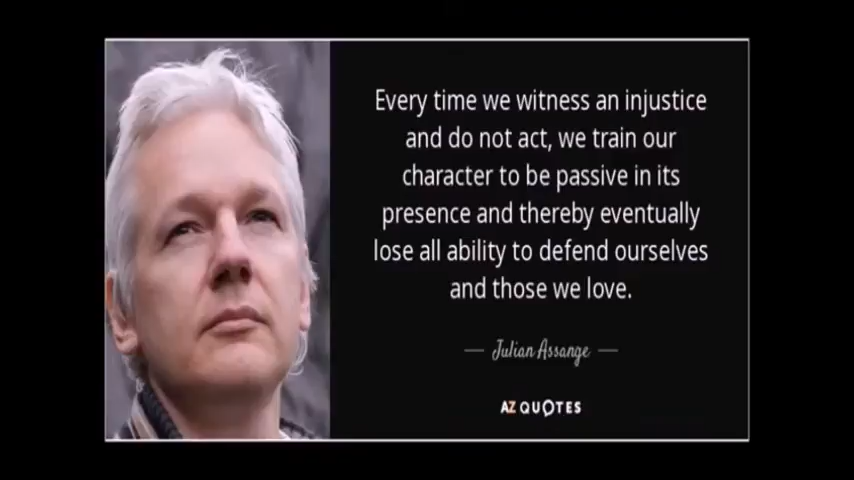 Every time we witness an injustice
and do not act, we train our
character to be passive in its
presence and thereby eventually
lose all ability to defend ourselves
and those we love.
— Julian Assange —
AZ QUOTES